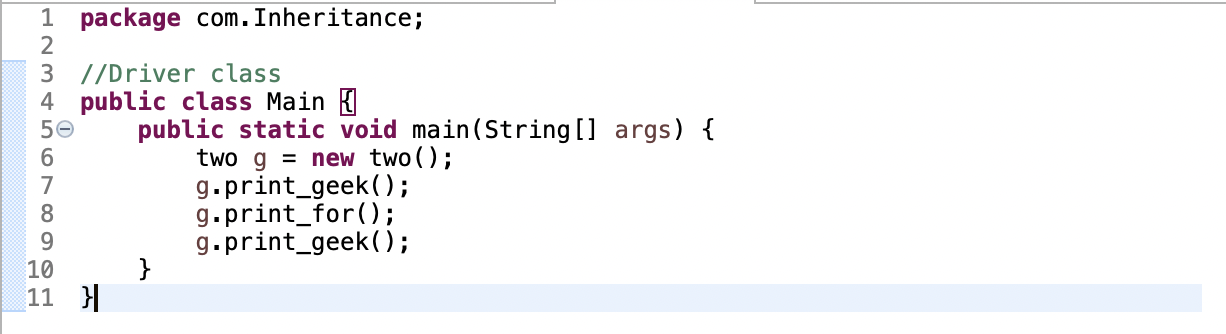 1 package com.Inheritance;
2
3 //Driver class
4 public class Main {
5 public static void main(String[] args) {
6 two g = new two();
7 g.print_geek();
8 g.print_for();
9 g.print_geek();
10 }
11 }